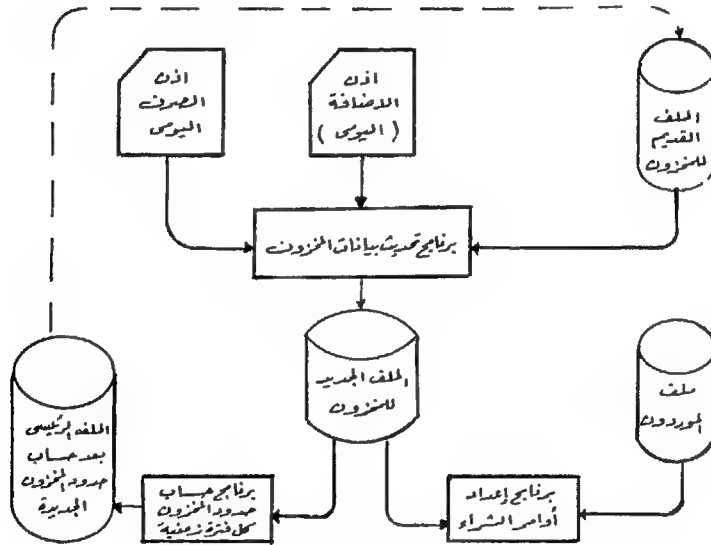 اذن
الصرف
اليومى
اذن
الاضافة
( اليومى )
الملف
القديم
للمخزون
برنامج تحديث بيانات المخزون
الملف الجديد
للمخزون
ملف
الموردون
الملف الرئيسى
بعد حساب
حدود المخزون
الجديدة
برنامج حساب
حدود المخزون
كل فترة زمنية
برنامج إعداد
أوامر الشراء